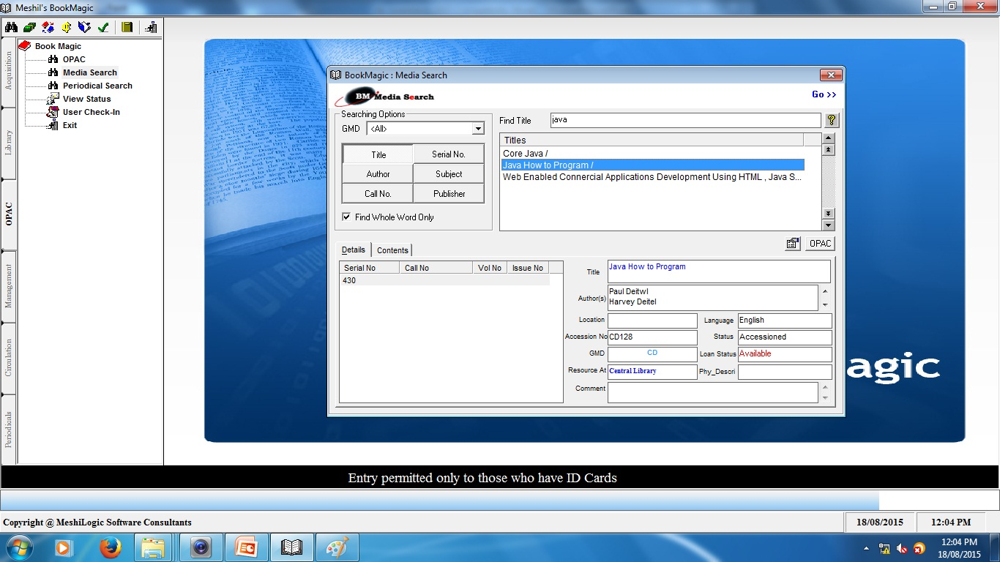 Meshil's BookMagic
Acquisition
Library
OPAC
Management
Circulation
Periodicals
Book Magic
OPAC
Media Search
Periodical Search
View Status
User Check-In
Exit
BookMagic : Media Search
BM Media Search
Go >>
Searching Options
GMD <All>
Title Serial No.
Author Subject
Call No. Publisher
Find Whole Word Only
Find Title java
Titles
Core Java /
Java How to Program /
Web Enabled Connercial Applications Development Using HTML , Java S...
OPAC
Details Contents
Serial No Call No Vol No Issue No
430
Title Java How to Program
Author(s) Paul Deitwl
Harvey Deitel
Location Language English
Accession No CD128 Status Accessioned
GMD CD Loan Status Available
Resource At Central Library Phy_Descri
Comment
agic
Entry permitted only to those who have ID Cards
Copyright @ MeshiLogic Software Consultants 18/08/2015 12:04 PM
12:04 PM
18/08/2015